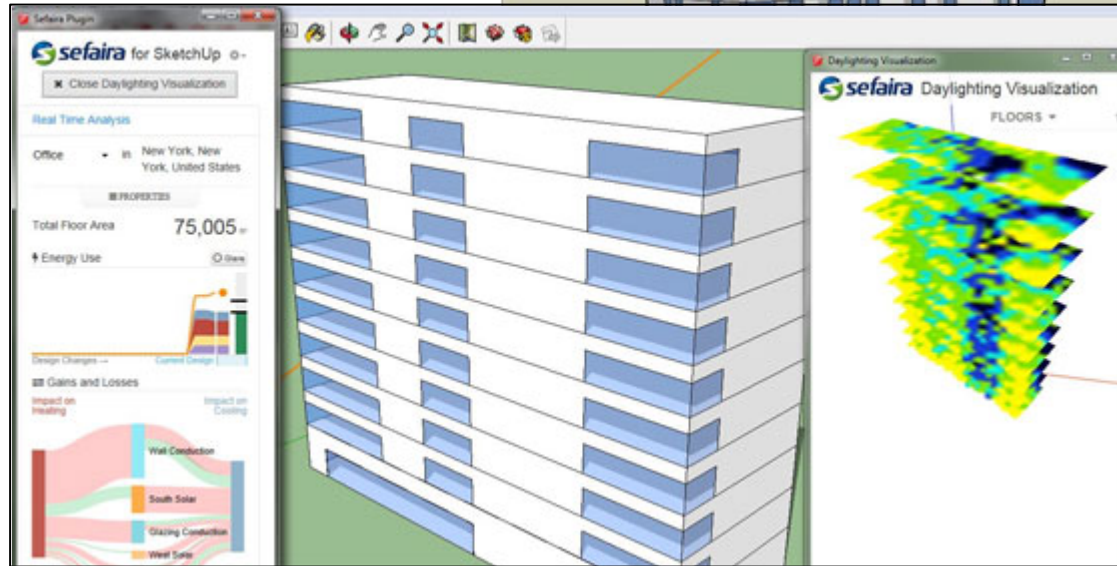 Sefaira Plugin
sefaira for SketchUp
Close Daylighting Visualization
Real Time Analysis
Office in New York, New
York, United States
PROPERTIES
Total Floor Area 75,005
Energy Use
Design Changes → Current Design
Gains and Losses
Impact on Heating
Impact on Cooling
Wall Conduction
South Solar
Glazing Conduction
West Solar
Daylighting Visualization
sefaira Daylighting Visualization
FLOORS